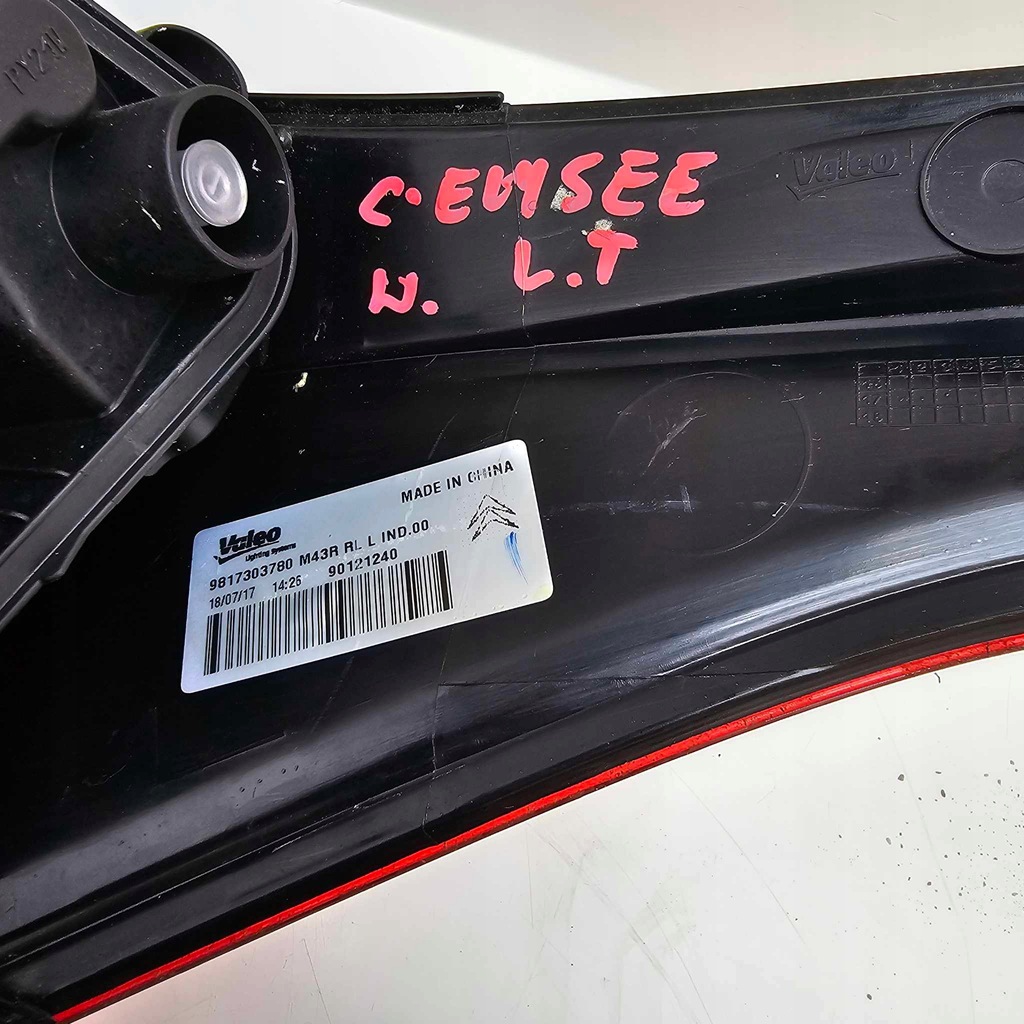 PY21W
C·ELYSEE
N. L.T
Valeo
MADE IN CHINA
Valeo
Lighting Systems
9817303780 M43R RL L IND.00
18/07/17 14:26 90121240